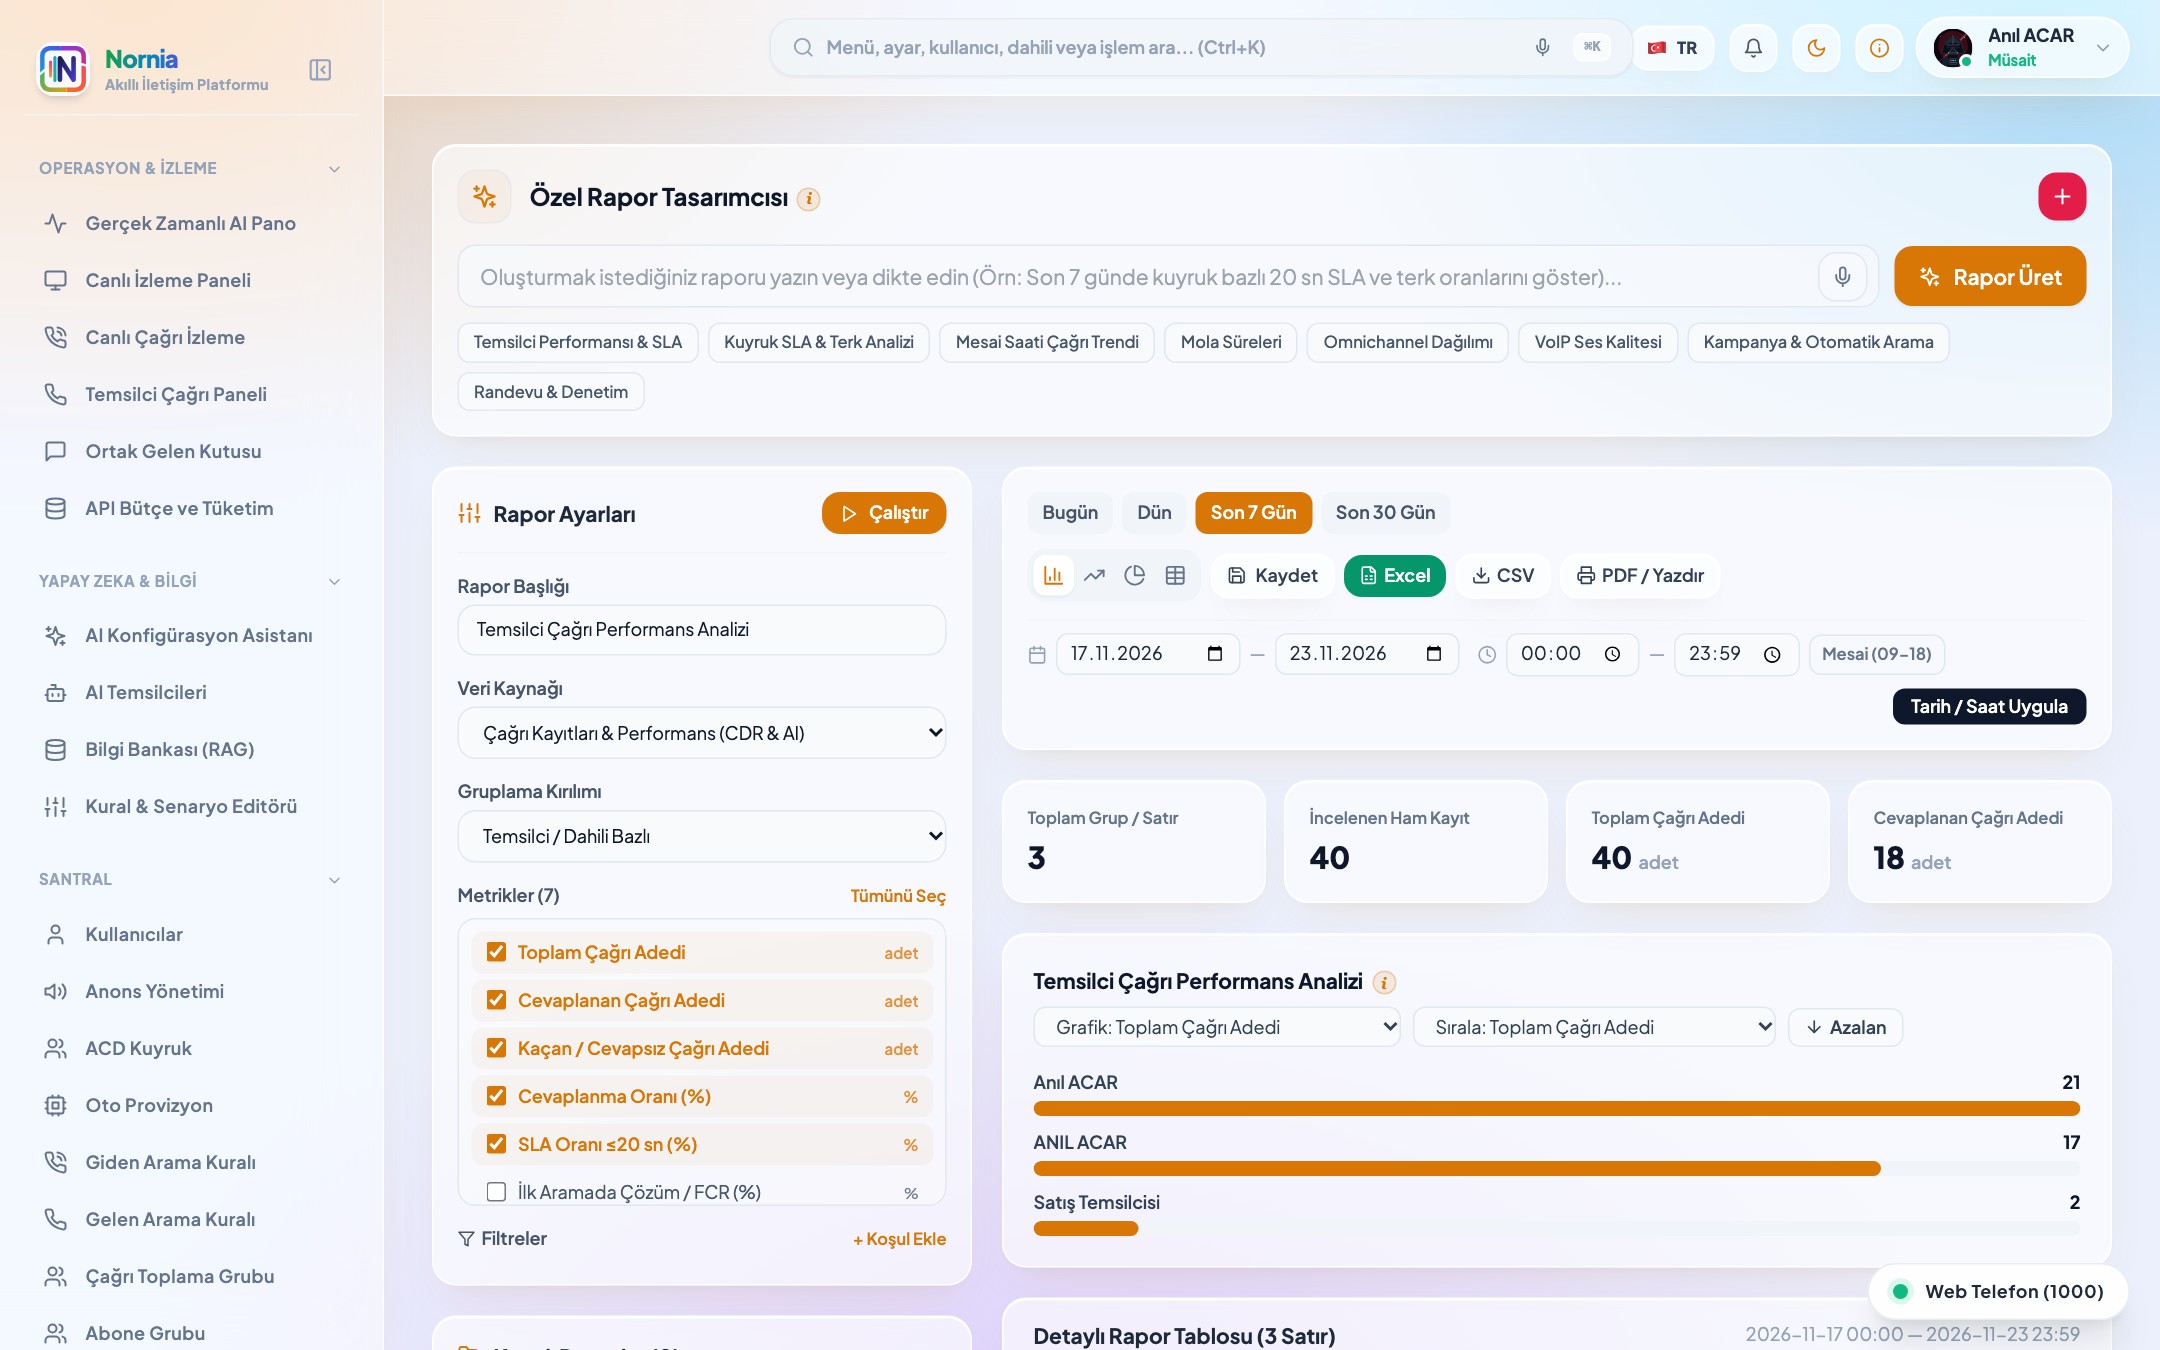 Nornia
Akıllı İletişim Platformu
Menü, ayar, kullanıcı, dahili veya işlem ara... (Ctrl+K)
⌘K
TR
Anıl ACAR
Müsait
OPERASYON & İZLEME
Gerçek Zamanlı AI Pano
Canlı İzleme Paneli
Canlı Çağrı İzleme
Temsilci Çağrı Paneli
Ortak Gelen Kutusu
API Bütçe ve Tüketim
YAPAY ZEKA & BİLGİ
AI Konfigürasyon Asistanı
AI Temsilcileri
Bilgi Bankası (RAG)
Kural & Senaryo Editörü
SANTRAL
Kullanıcılar
Anons Yönetimi
ACD Kuyruk
Oto Provizyon
Giden Arama Kuralı
Gelen Arama Kuralı
Çağrı Toplama Grubu
Abone Grubu
Özel Rapor Tasarımcısı
Oluşturmak istediğiniz raporu yazın veya dikte edin (Örn: Son 7 günde kuyruk bazlı 20 sn SLA ve terk oranlarını göster)...
Rapor Üret
Temsilci Performansı & SLA
Kuyruk SLA & Terk Analizi
Mesai Saati Çağrı Trendi
Mola Süreleri
Omnichannel Dağılımı
VoIP Ses Kalitesi
Kampanya & Otomatik Arama
Randevu & Denetim
Rapor Ayarları
Çalıştır
Rapor Başlığı
Temsilci Çağrı Performans Analizi
Veri Kaynağı
Çağrı Kayıtları & Performans (CDR & AI)
Gruplama Kırılımı
Temsilci / Dahili Bazlı
Metrikler (7)
Tümünü Seç
Toplam Çağrı Adedi adet
Cevaplanan Çağrı Adedi adet
Kaçan / Cevapsız Çağrı Adedi adet
Cevaplanma Oranı (%) %
SLA Oranı ≤20 sn (%) %
İlk Aramada Çözüm / FCR (%) %
Filtreler
+ Koşul Ekle
Bugün
Dün
Son 7 Gün
Son 30 Gün
Kaydet
Excel
CSV
PDF / Yazdır
17.11.2026 — 23.11.2026
00:00 — 23:59
Mesai (09–18)
Tarih / Saat Uygula
Toplam Grup / Satır
3
İncelenen Ham Kayıt
40
Toplam Çağrı Adedi
40 adet
Cevaplanan Çağrı Adedi
18 adet
Temsilci Çağrı Performans Analizi
Grafik: Toplam Çağrı Adedi
Sırala: Toplam Çağrı Adedi
↓ Azalan
Anıl ACAR 21
ANIL ACAR 17
Satış Temsilcisi 2
Web Telefon (1000)
Detaylı Rapor Tablosu (3 Satır)
2026-11-17 00:00 — 2026-11-23 23:59